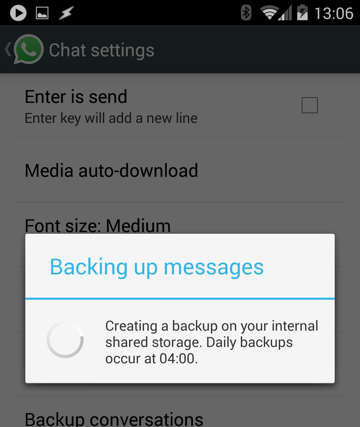 13:06
Chat settings
Enter is send
Enter key will add a new line
Media auto-download
Font size: Medium
Backing up messages
Creating a backup on your internal
shared storage. Daily backups
occur at 04:00.
Backup conversations